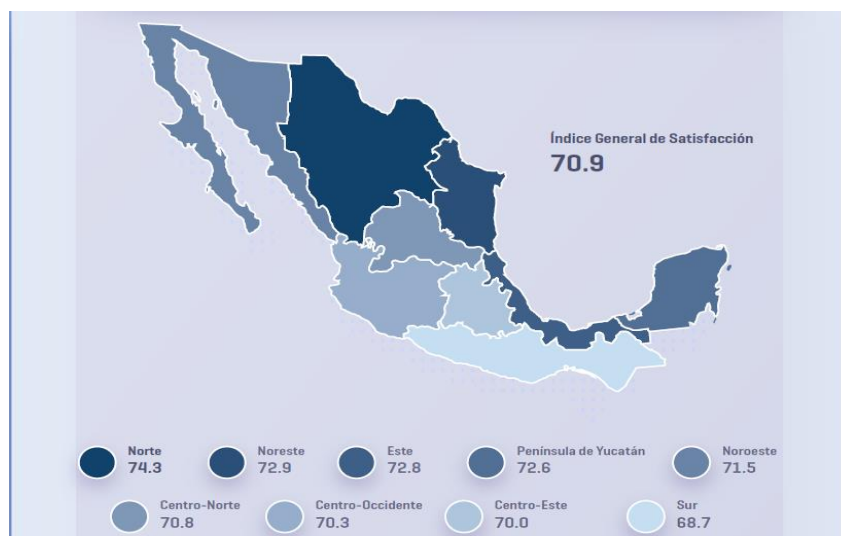 Índice General de Satisfacción
70.9
Norte
74.3
Noreste
72.9
Este
72.8
Península de Yucatán
72.6
Noroeste
71.5
Centro-Norte
70.8
Centro-Occidente
70.3
Centro-Este
70.0
Sur
68.7